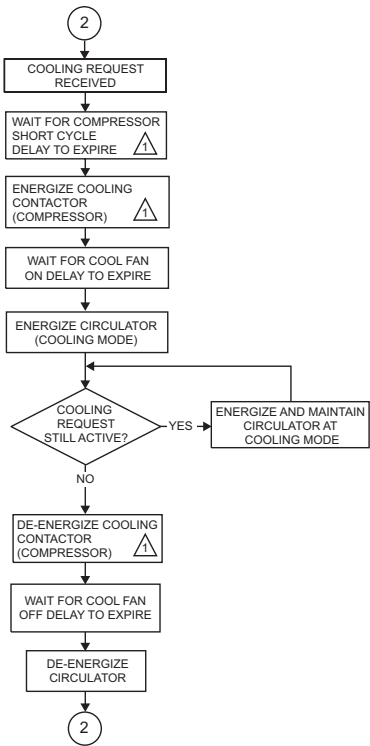 2
COOLING REQUEST
RECEIVED
WAIT FOR COMPRESSOR
SHORT CYCLE
DELAY TO EXPIRE
1
ENERGIZE COOLING
CONTACTOR
(COMPRESSOR)
1
WAIT FOR COOL FAN
ON DELAY TO EXPIRE
ENERGIZE CIRCULATOR
(COOLING MODE)
COOLING
REQUEST
STILL ACTIVE?
YES
ENERGIZE AND MAINTAIN
CIRCULATOR AT
COOLING MODE
NO
DE-ENERGIZE COOLING
CONTACTOR
(COMPRESSOR)
1
WAIT FOR COOL FAN
OFF DELAY TO EXPIRE
DE-ENERGIZE
CIRCULATOR
2